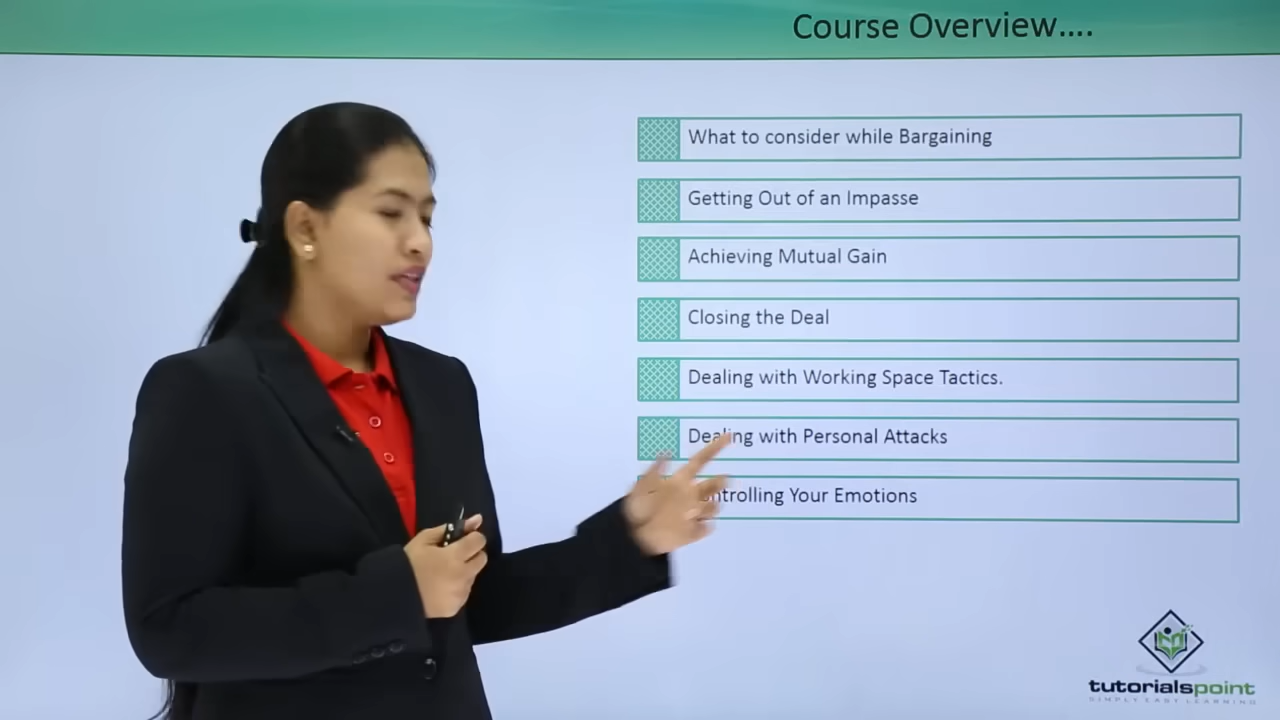 Course Overview....
What to consider while Bargaining
Getting Out of an Impasse
Achieving Mutual Gain
Closing the Deal
Dealing with Working Space Tactics.
Dealing with Personal Attacks
Controlling Your Emotions
tutorialspoint
SIMPLY EASY LEARNING